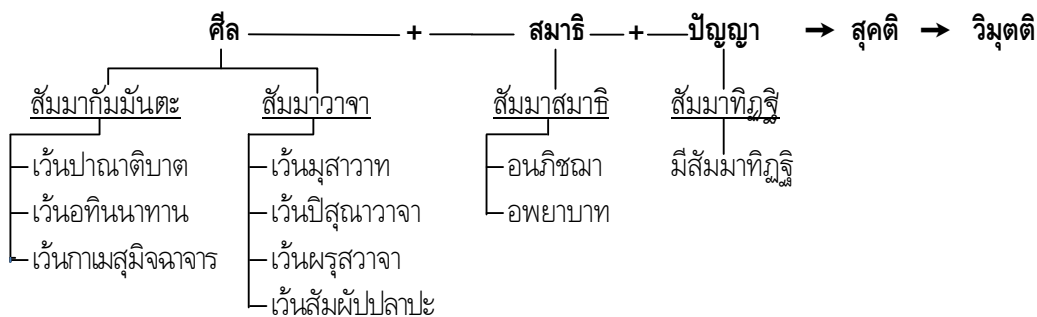 ศีล + สมาธิ + ปัญญา → สุคติ → วิมุตติ
สัมมากัมมันตะ สัมมาวาจา สัมมาสมาธิ สัมมาทิฏฐิ
เว้นปาณาติบาต เว้นมุสาวาท อนภิชฌา มีสัมมาทิฏฐิ
เว้นอทินนาทาน เว้นปิสุณาวาจา อพยาบาท
เว้นกาเมสุมิจฉาจาร เว้นผรุสวาจา
เว้นสัมผัปปลาปะ